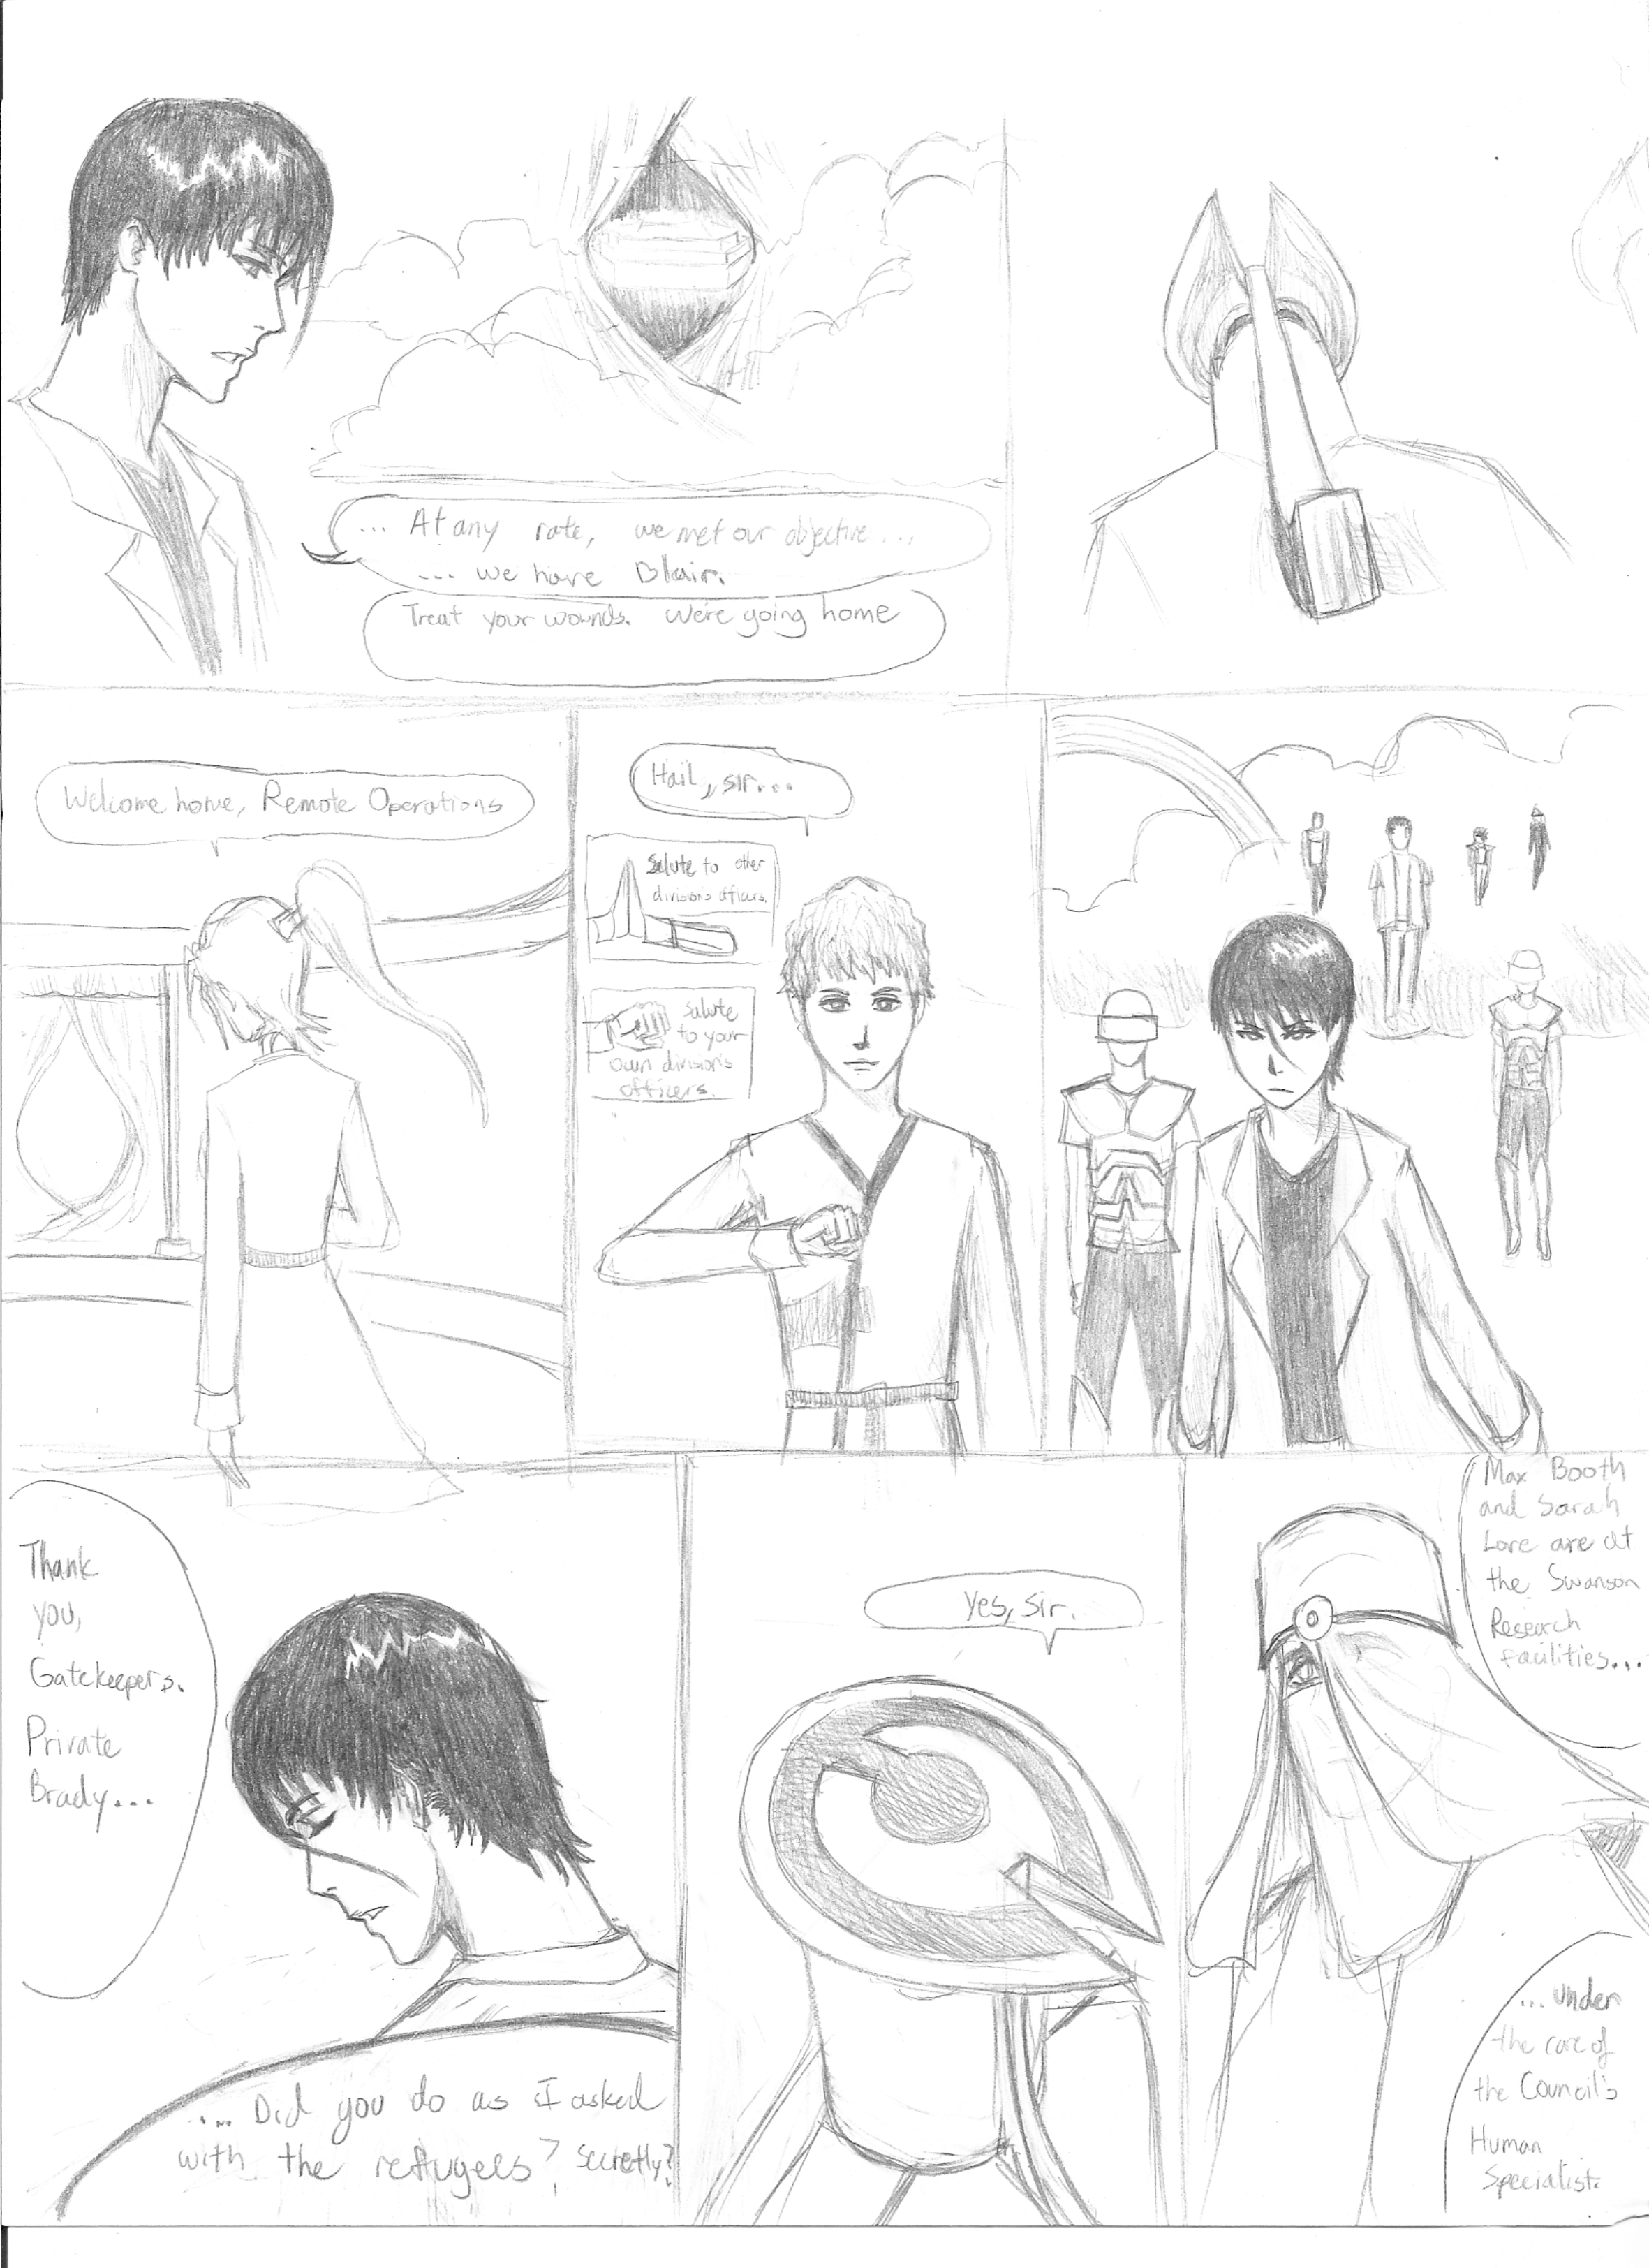 ... At any rate, we met our objective...
... we have Blair.
Treat your wounds. We're going home
Welcome home, Remote Operations
Hail, sir...
Salute to other
division's officers.
Salute
to your
own division's
officers.
Thank
you,
Gatekeepers.
Private
Brady...
... Did you do as I asked
with the refugees? Secretly?
Yes, sir.
Max Booth
and Sarah
Lore are at
the Swanson
Research
facilities...
... under
the care of
the Council's
Human
Specialist.